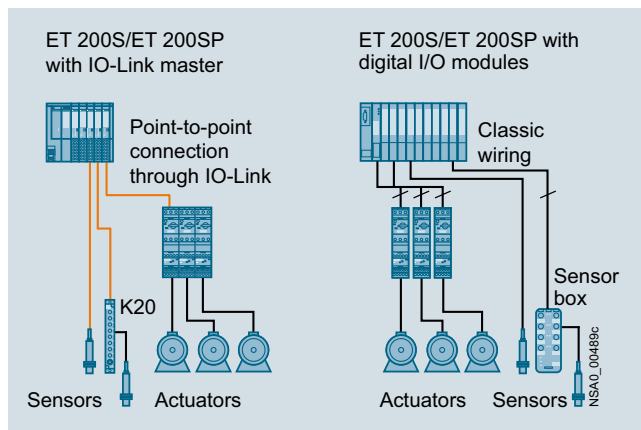 ET 200S/ET 200SP
with IO-Link master
Point-to-point
connection
through IO-Link
K20
Sensors
Actuators
ET 200S/ET 200SP with
digital I/O modules
Classic
wiring
Sensor
box
Actuators
Sensors
NSA0_00489c